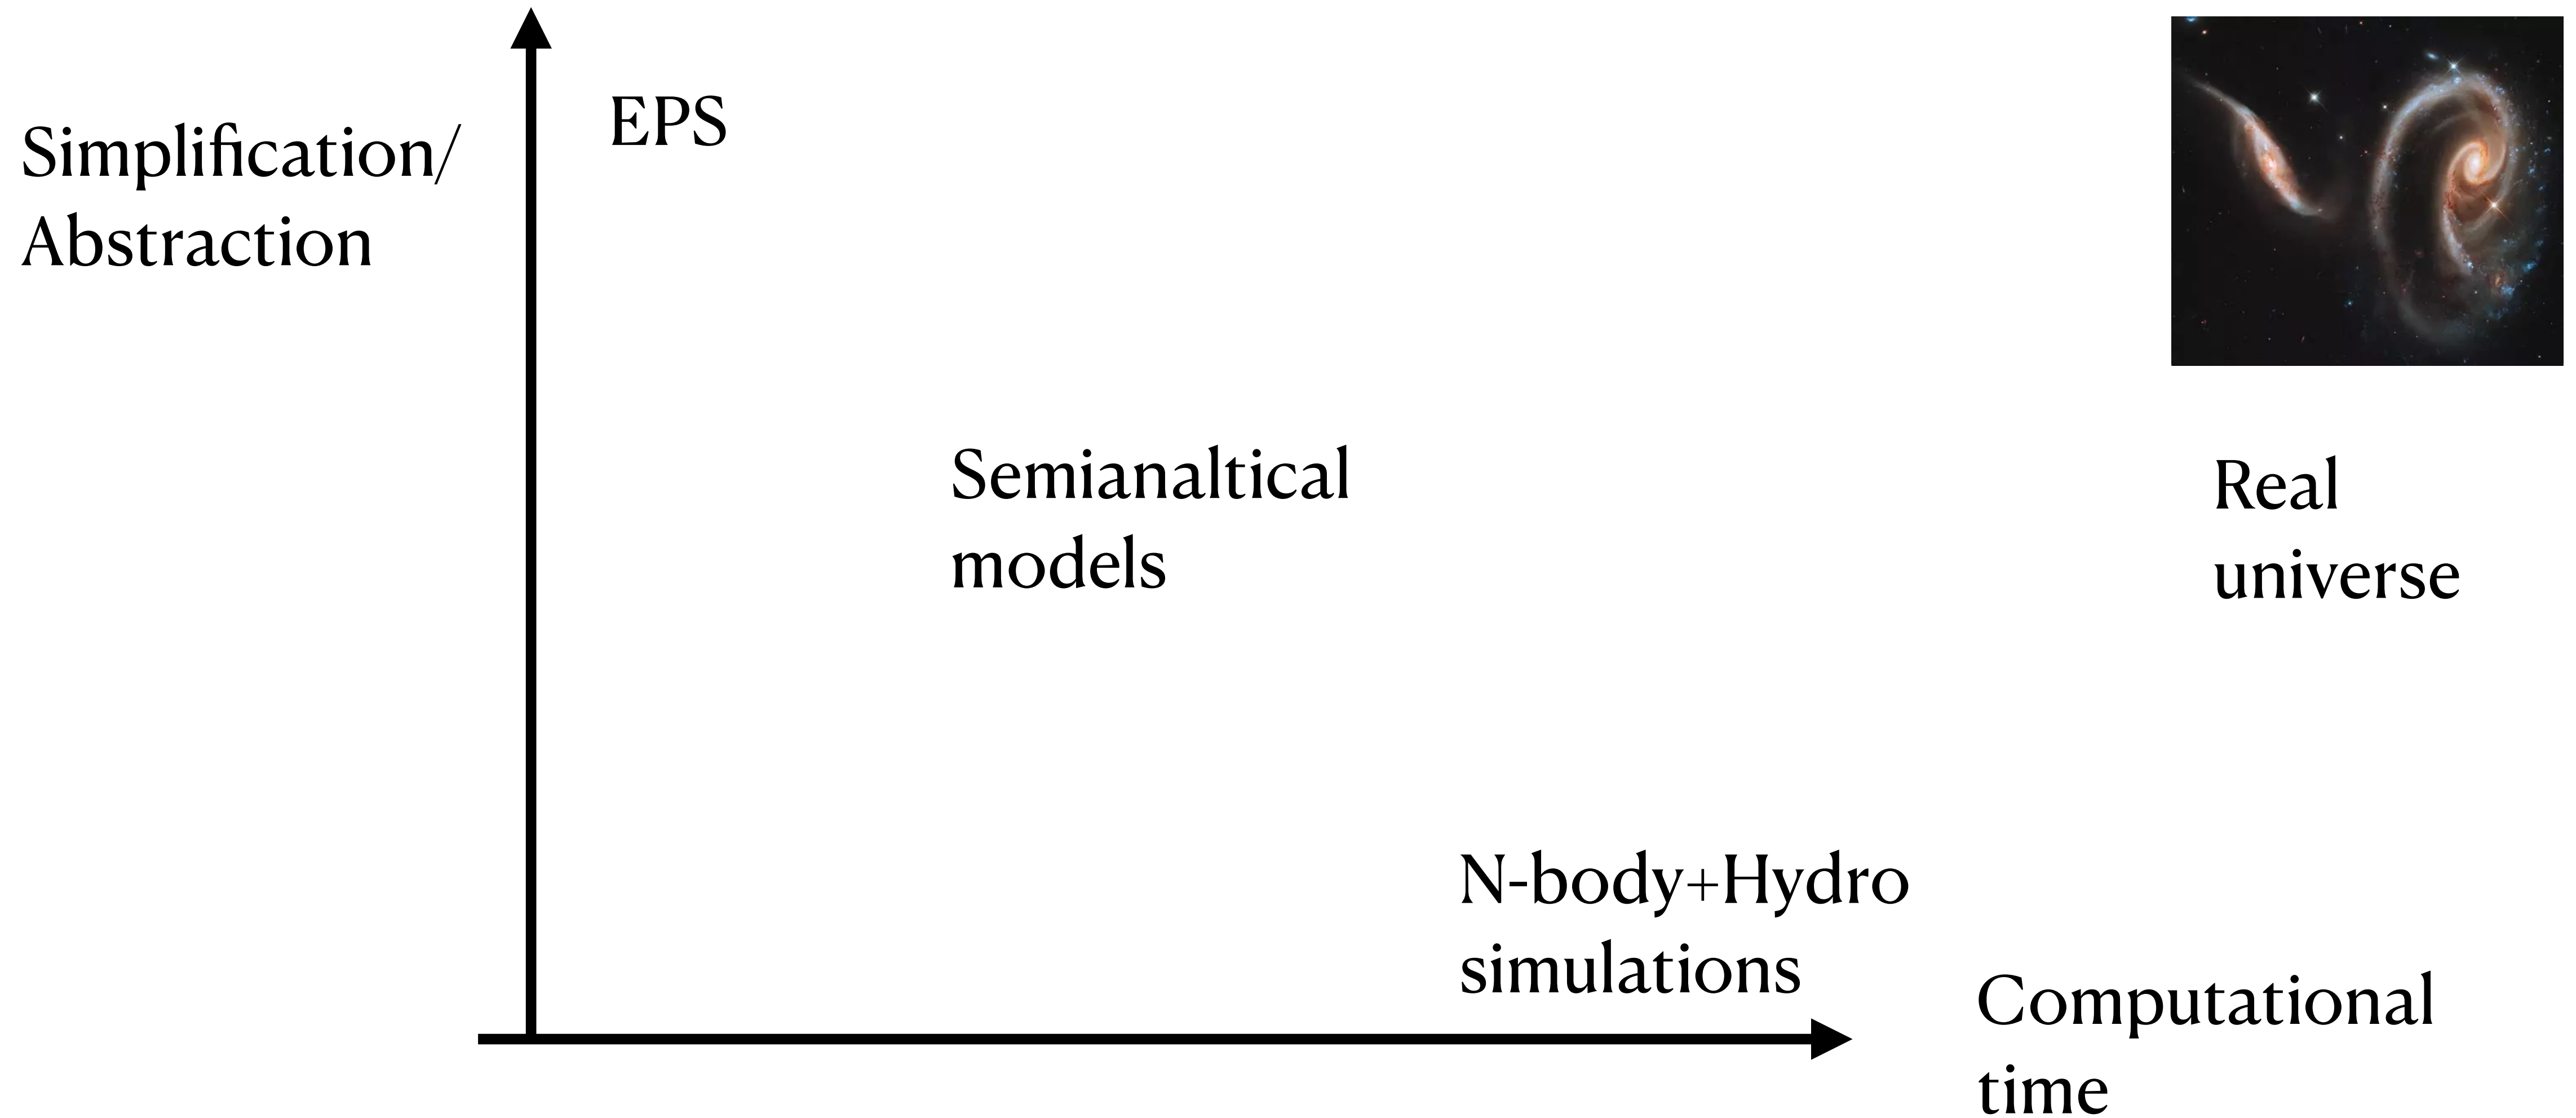 Simplification/
Abstraction
EPS
Semianaltical
models
Real
universe
N-body+Hydro
simulations
Computational
time